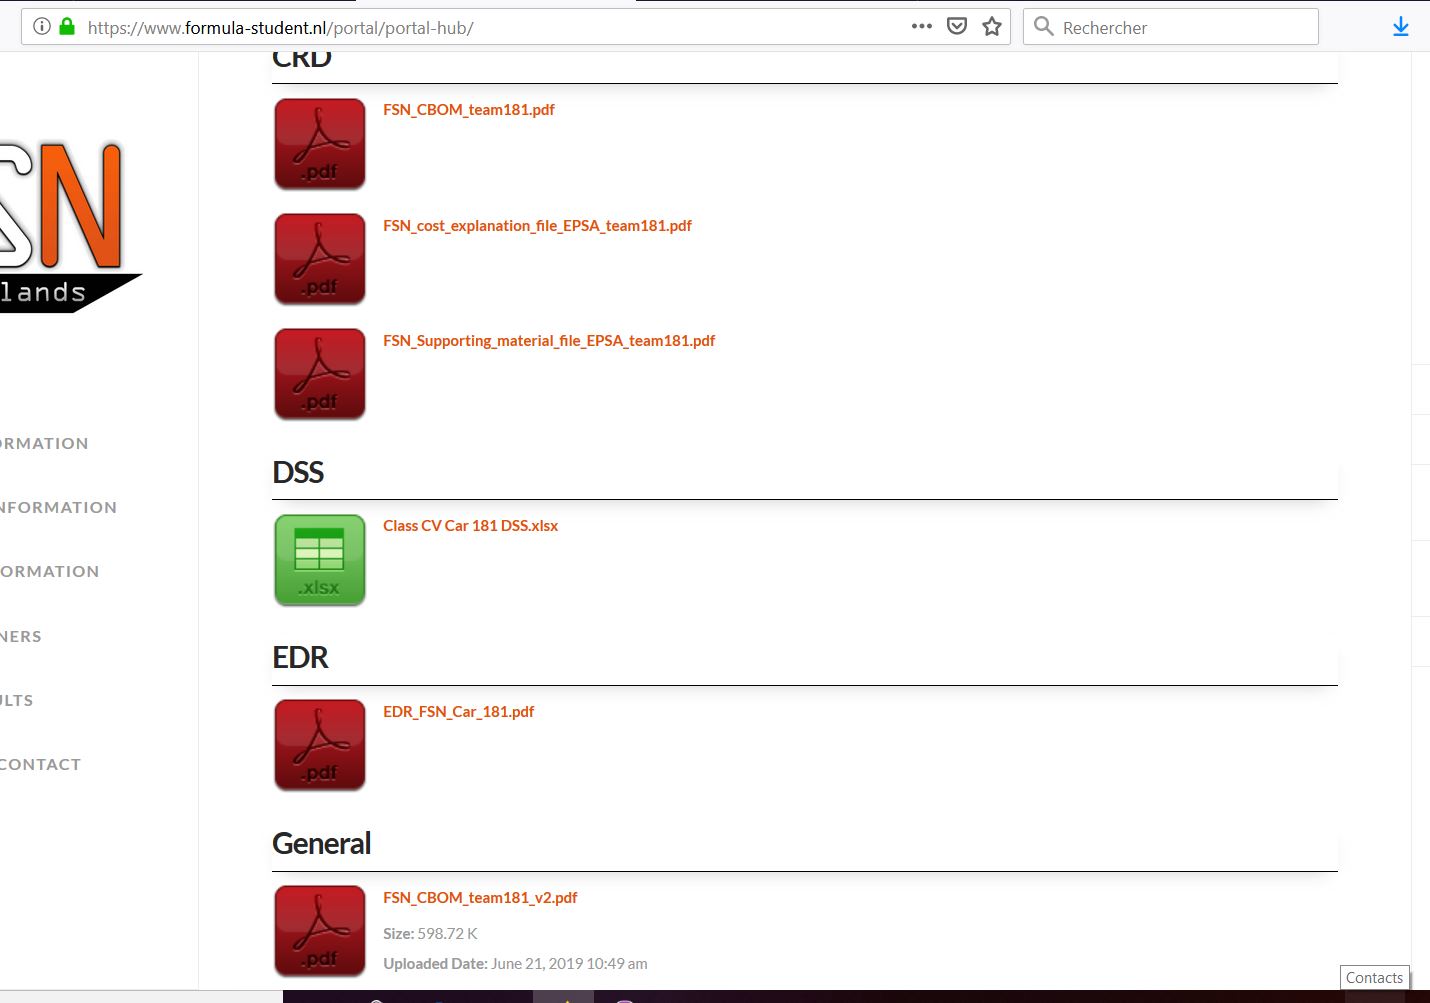 https://www.formula-student.nl/portal/portal-hub/
Rechercher
CRD
FSN_CBOM_team181.pdf
.pdf
FSN_cost_explanation_file_EPSA_team181.pdf
.pdf
SN
lands
FSN_Supporting_material_file_EPSA_team181.pdf
.pdf
ORMATION
DSS
NFORMATION
Class CV Car 181 DSS.xlsx
.xlsx
ORMATION
NERS
EDR
ULTS
EDR_FSN_Car_181.pdf
.pdf
CONTACT
General
FSN_CBOM_team181_v2.pdf
Size: 598.72 K
.pdf
Uploaded Date: June 21, 2019 10:49 am
Contacts